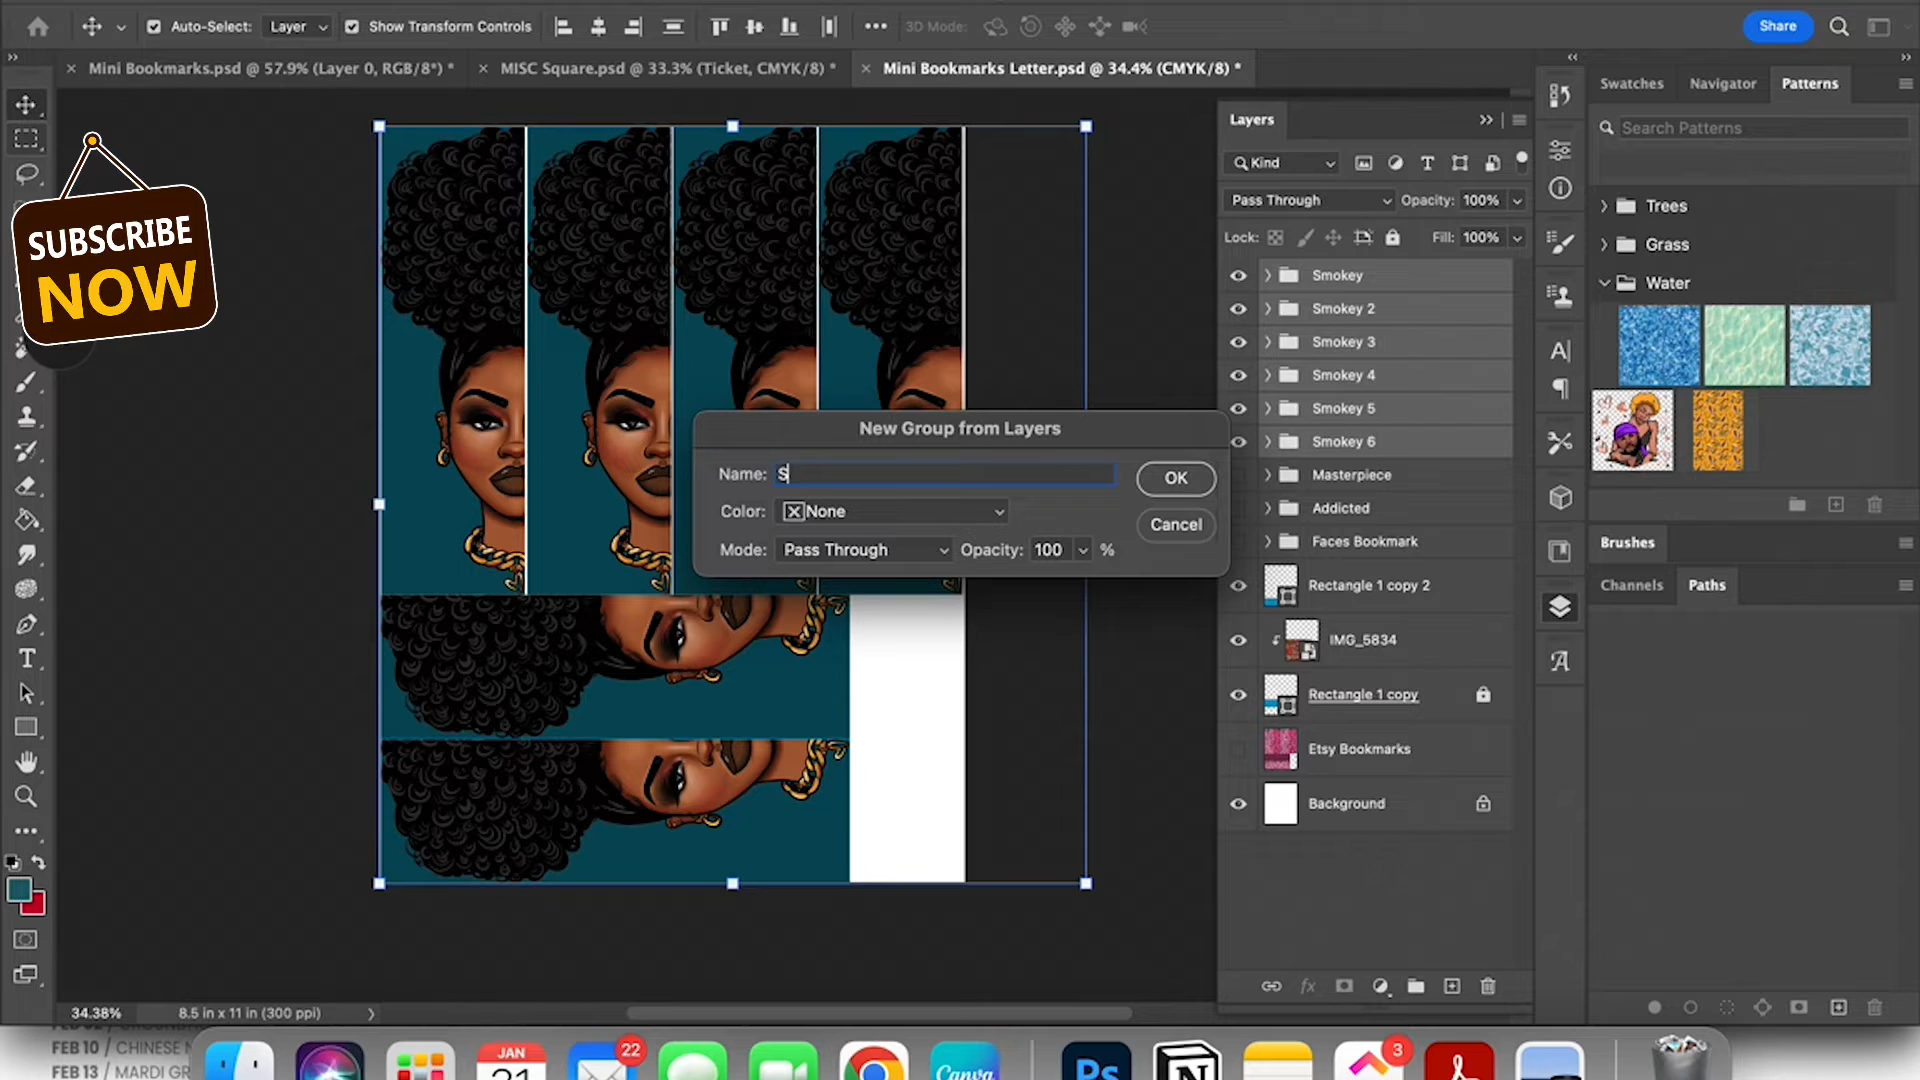 Auto-Select:
Layer
Show Transform Controls
3D Mode:
Share
Mini Bookmarks.psd @ 57.9% (Layer 0, RGB/8*) *
MISC Square.psd @ 33.3% (Ticket, CMYK/8) *
Mini Bookmarks Letter.psd @ 34.4% (CMYK/8) *
SUBSCRIBE
NOW
Layers
Kind
Pass Through
Opacity: 100%
Lock:
Fill: 100%
Smokey
Smokey 2
Smokey 3
Smokey 4
Smokey 5
Smokey 6
Masterpiece
Addicted
Faces Bookmark
Rectangle 1 copy 2
IMG_5834
Rectangle 1 copy
Etsy Bookmarks
Background
New Group from Layers
Name: S
Color: None
Mode: Pass Through
Opacity: 100 %
OK
Cancel
Swatches
Navigator
Patterns
Search Patterns
Trees
Grass
Water
Brushes
Channels
Paths
34.38%
8.5 in x 11 in (300 ppi)
FEB 10 / CHINESE N
FEB 13 / MARDI GR
JAN
22
Canva
Ps
3